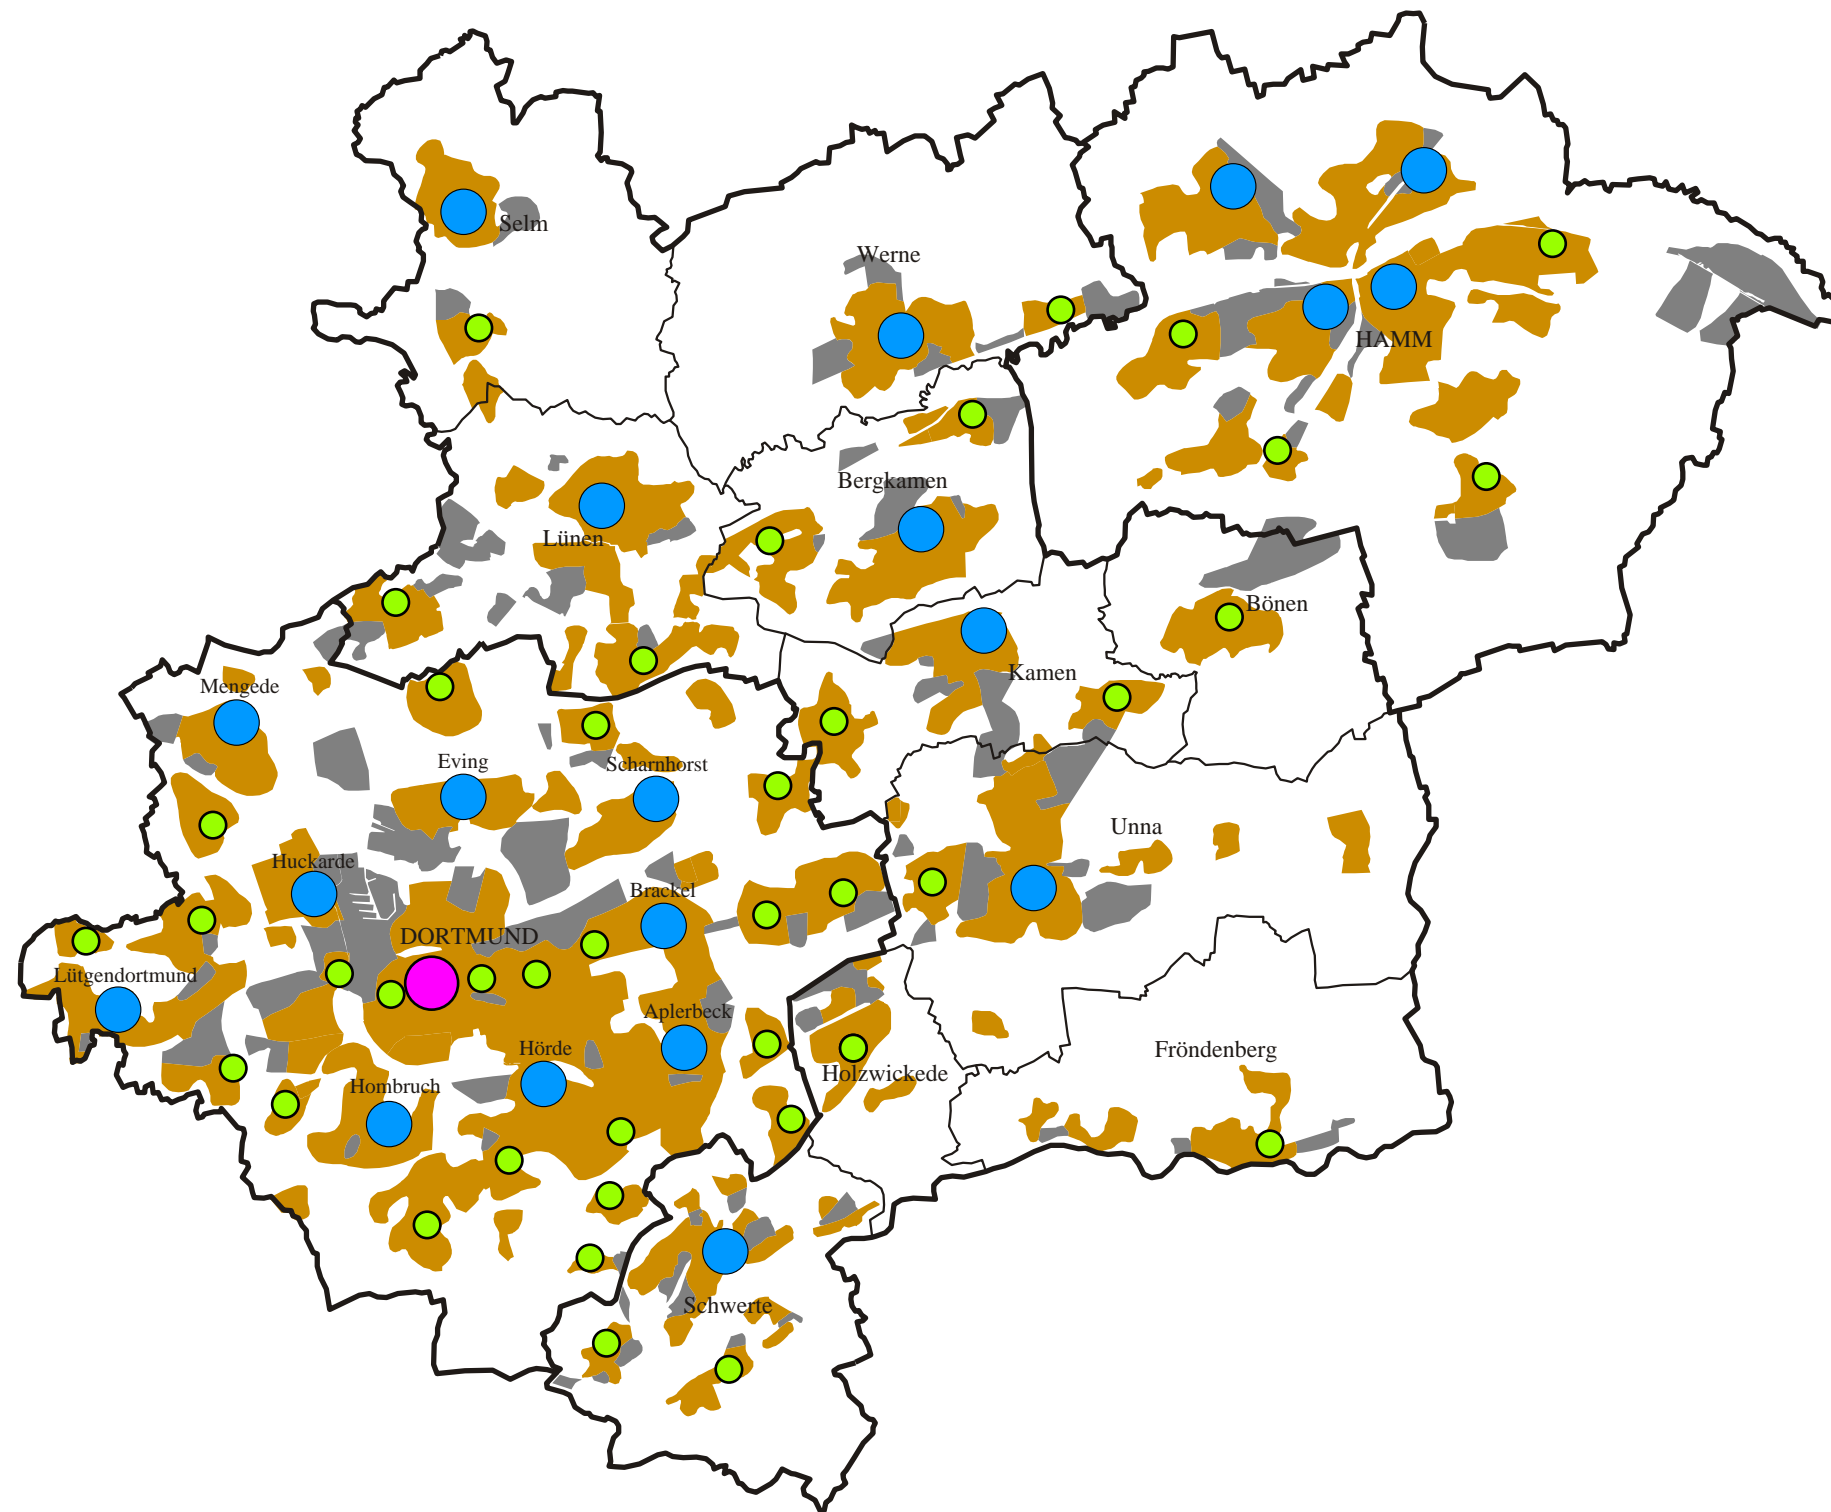 Selm
Werne
HAMM
Bergkamen
Lünen
Bönen
Kamen
Mengede
Eving
Scharnhorst
Unna
Huckarde
Brackel
DORTMUND
Lütgendortmund
Aplerbeck
Hörde
Fröndenberg
Holzwickede
Hombruch
Schwerte